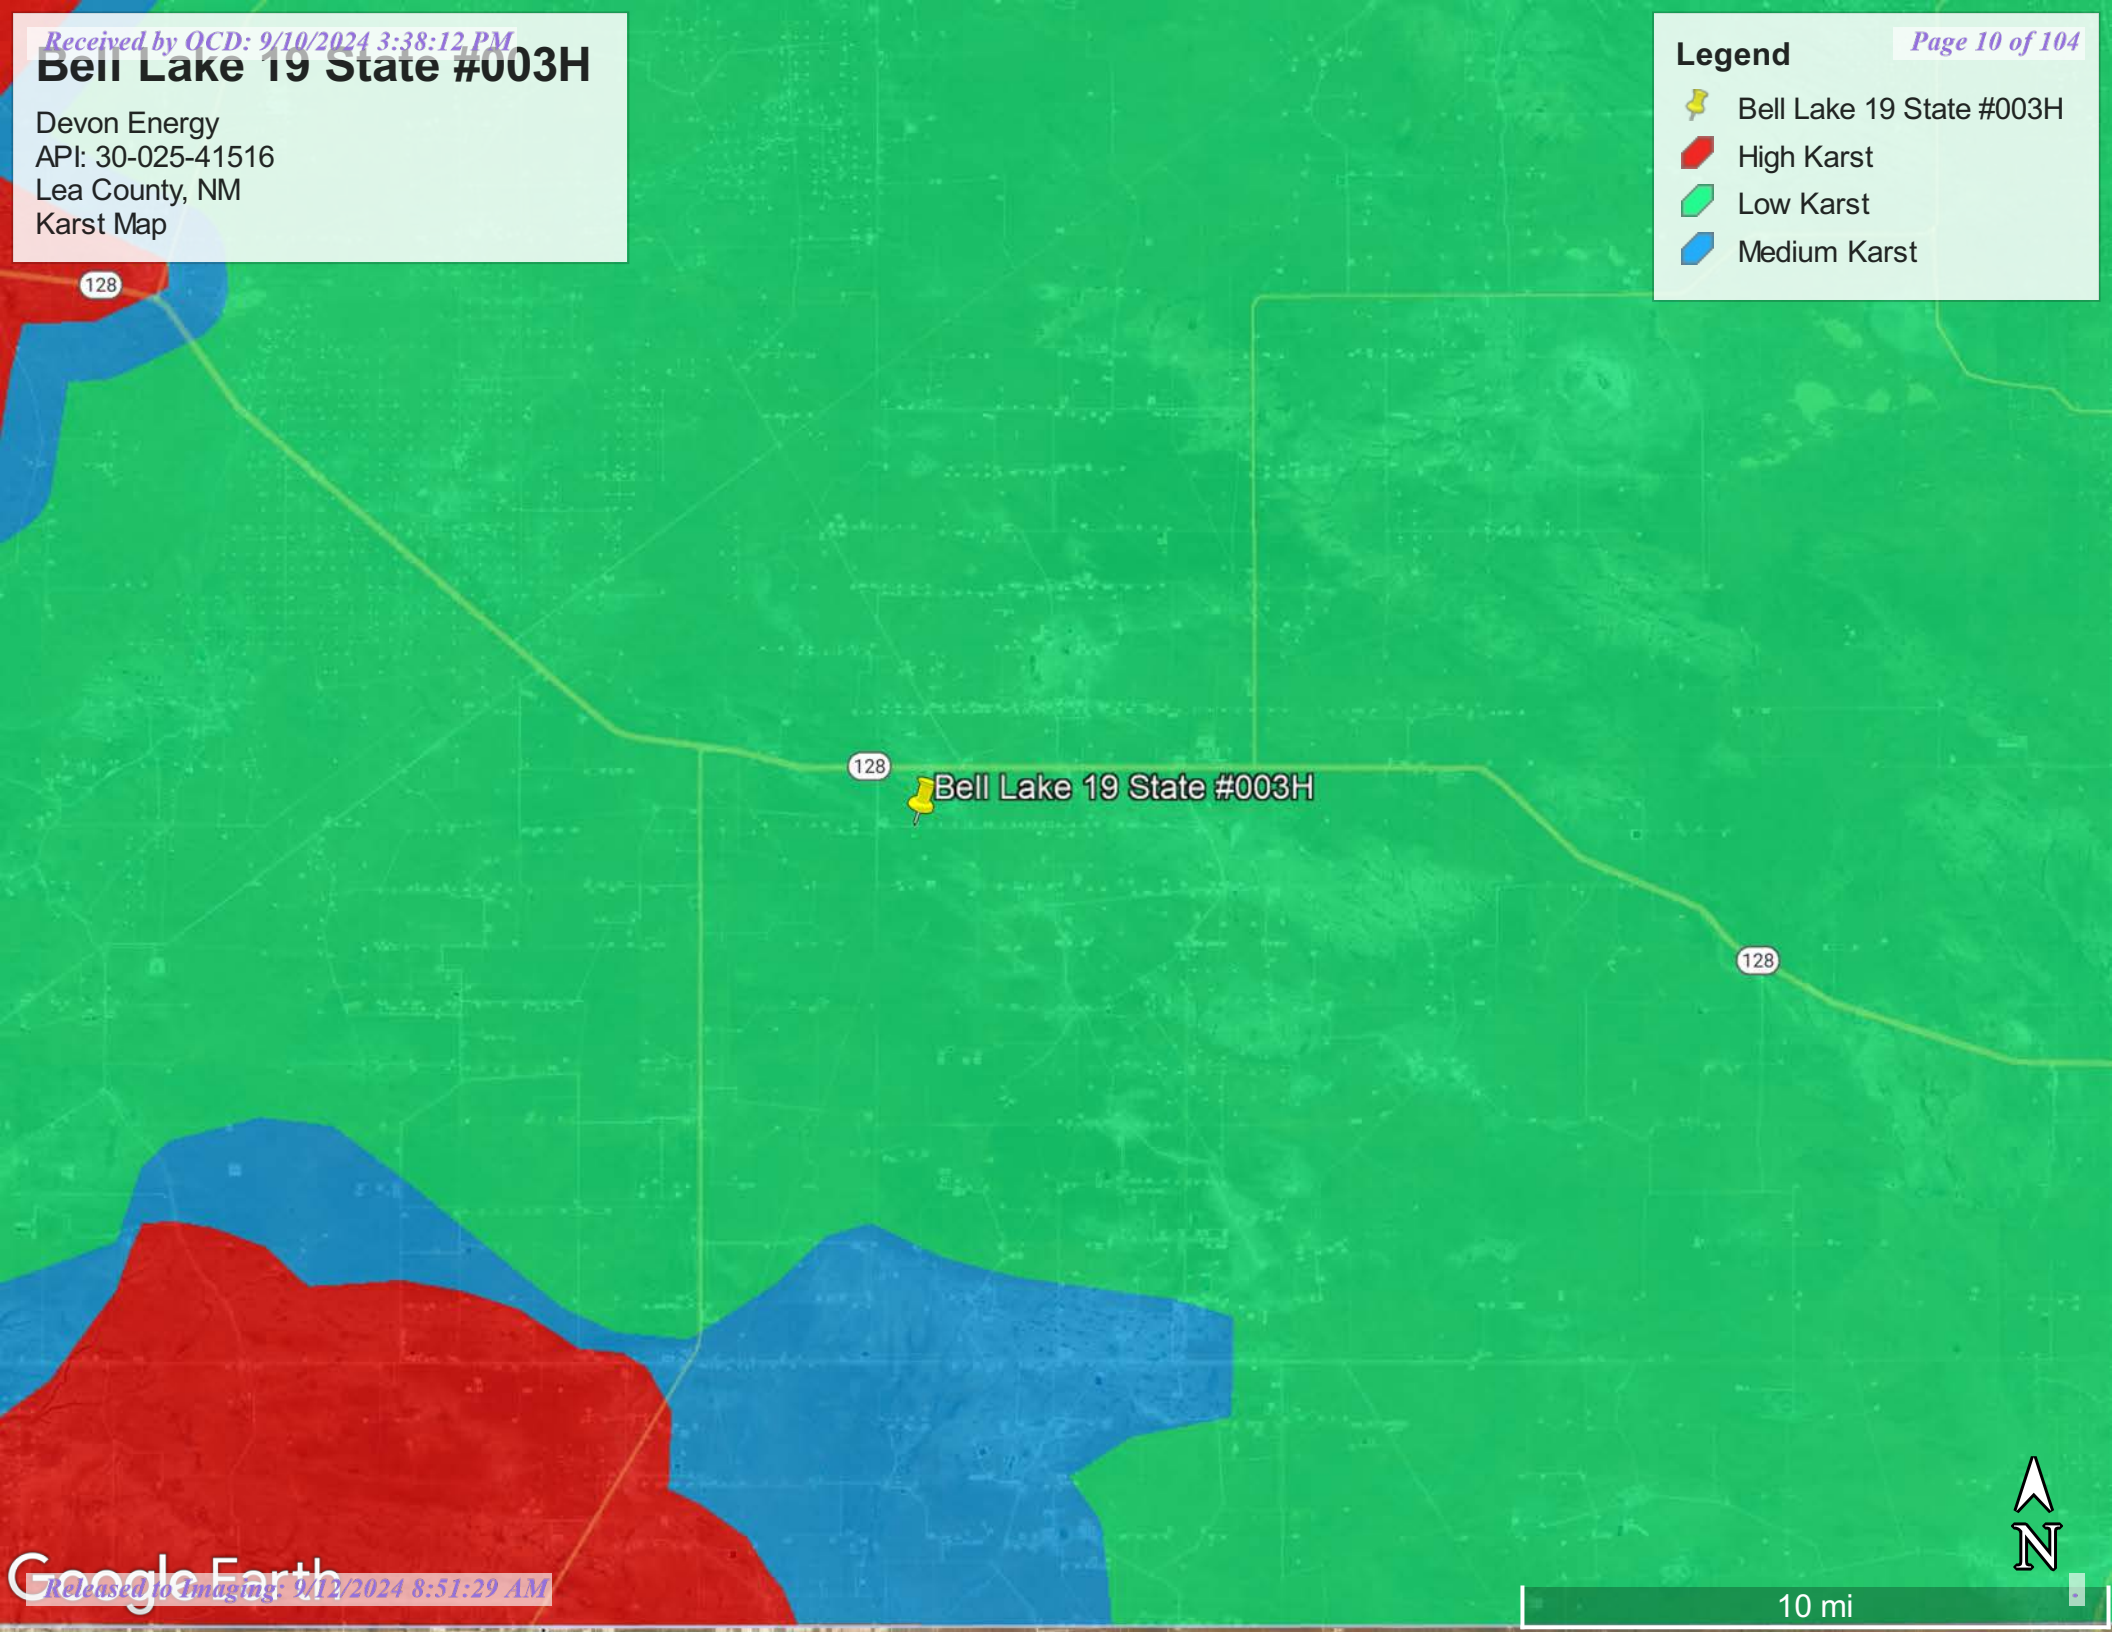 Received by OCD: 9/10/2024 3:38:12 PM
Bell Lake 19 State #003H
Devon Energy
API: 30-025-41516
Lea County, NM
Karst Map
Page 10 of 104
Legend
Bell Lake 19 State #003H
High Karst
Low Karst
Medium Karst
128
128
Bell Lake 19 State #003H
128
N
Google Earth
Released to Imaging: 9/12/2024 8:51:29 AM
10 mi